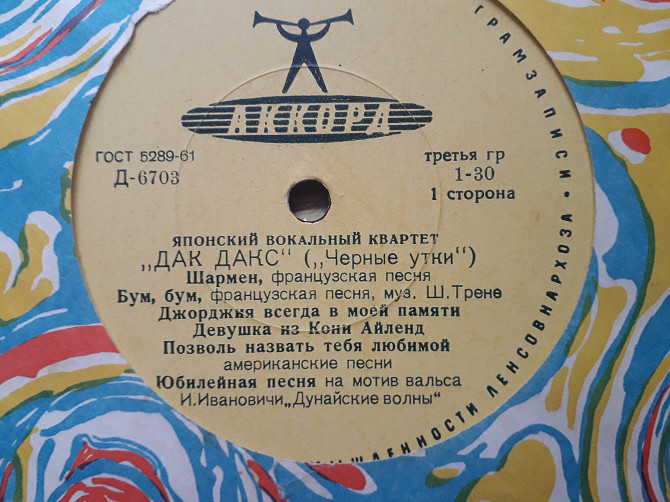 АККОРД
ГОСТ 5289-61
Д-6703
третья гр
1-30
1 сторона
ЯПОНСКИЙ ВОКАЛЬНЫЙ КВАРТЕТ
„ДАК ДАКС“ („Черные утки“)
Шармен, французская песня
Бум, бум, французская песня, муз. Ш.Трене
Джорджыя всегда в моей памяти
Девушка из Кони Айленд
Позволь назвать тебя любимой
американские песни
Юбилейная песня на мотив вальса
И.Ивановичи„Дунайские волны“
ГРАМЗАПИСИ •
ЛЕНСОВНАРХОЗА